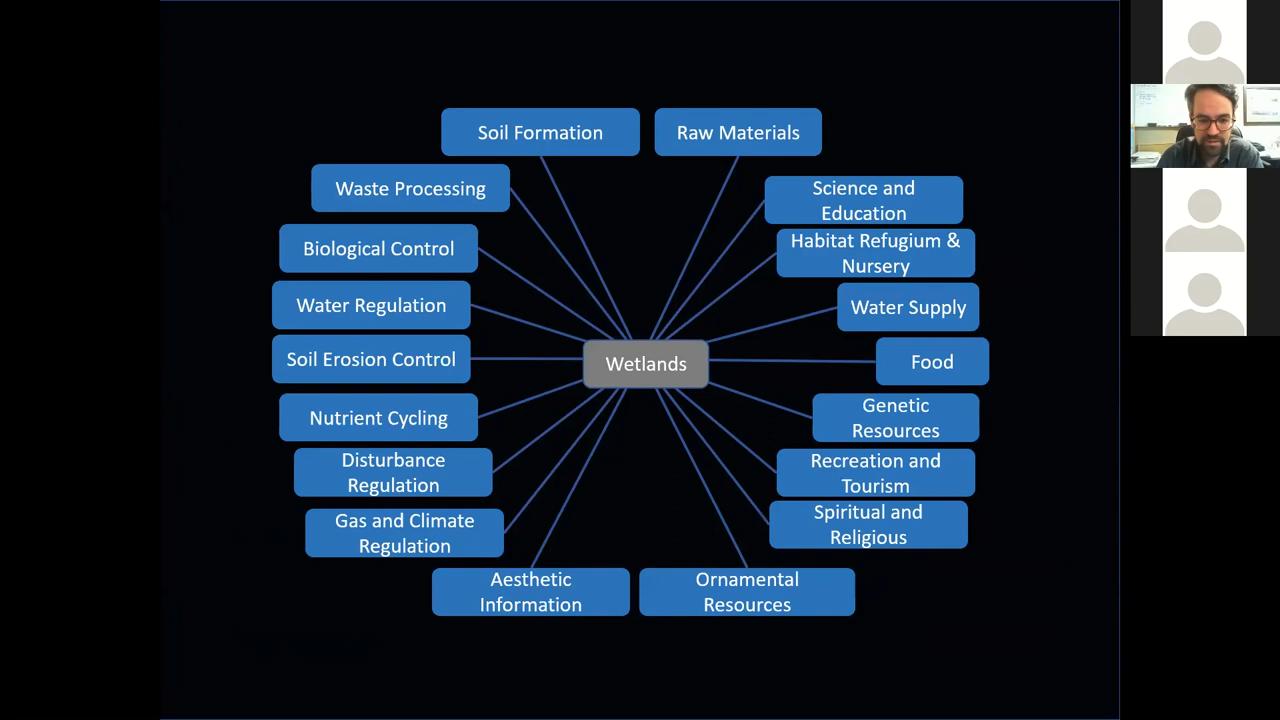 Soil Formation
Raw Materials
Waste Processing
Science and
Education
Biological Control
Habitat Refugium &
Nursery
Water Regulation
Water Supply
Soil Erosion Control
Wetlands
Food
Nutrient Cycling
Genetic
Resources
Disturbance
Regulation
Recreation and
Tourism
Gas and Climate
Regulation
Spiritual and
Religious
Aesthetic
Information
Ornamental
Resources